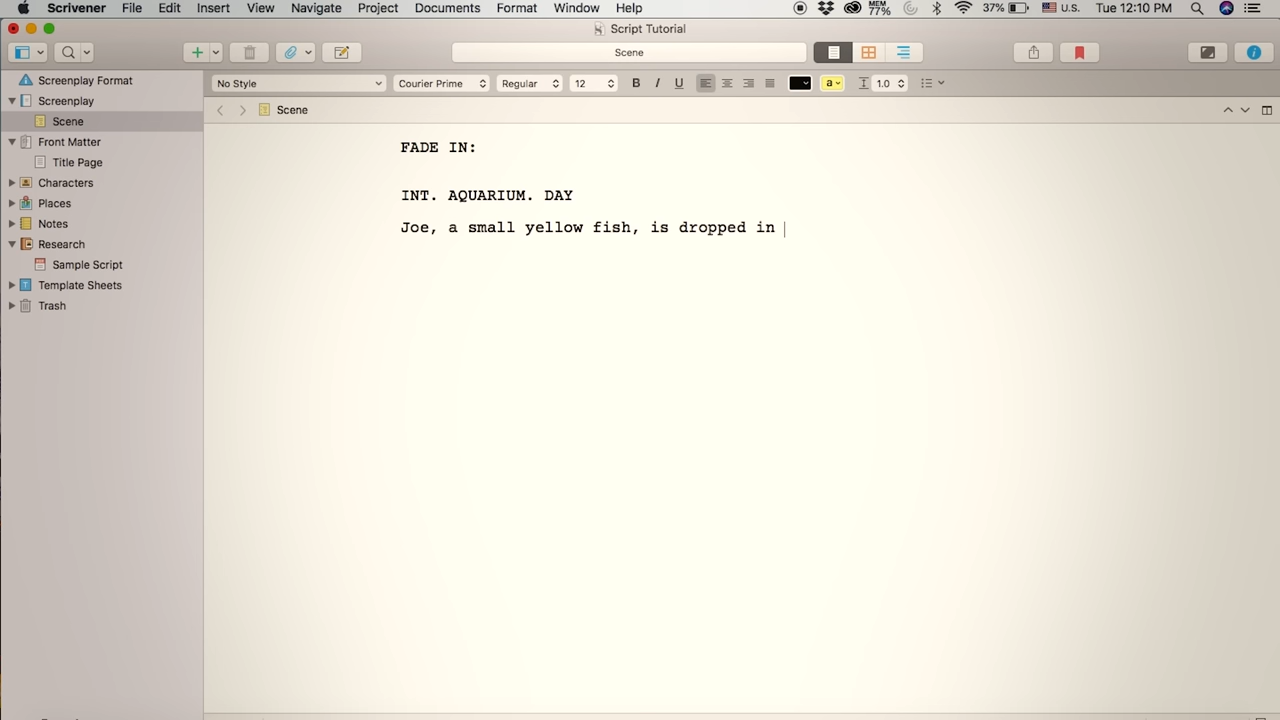 Scrivener File Edit Insert View Navigate Project Documents Format Window Help MEM 77% 37% U.S. Tue 12:10 PM
Script Tutorial
Scene
No Style Courier Prime Regular 12 B I U a 1.0
Screenplay Format
Screenplay
Scene
Front Matter
Title Page
Characters
Places
Notes
Research
Sample Script
Template Sheets
Trash
Scene
FADE IN:
INT. AQUARIUM. DAY
Joe, a small yellow fish, is dropped in